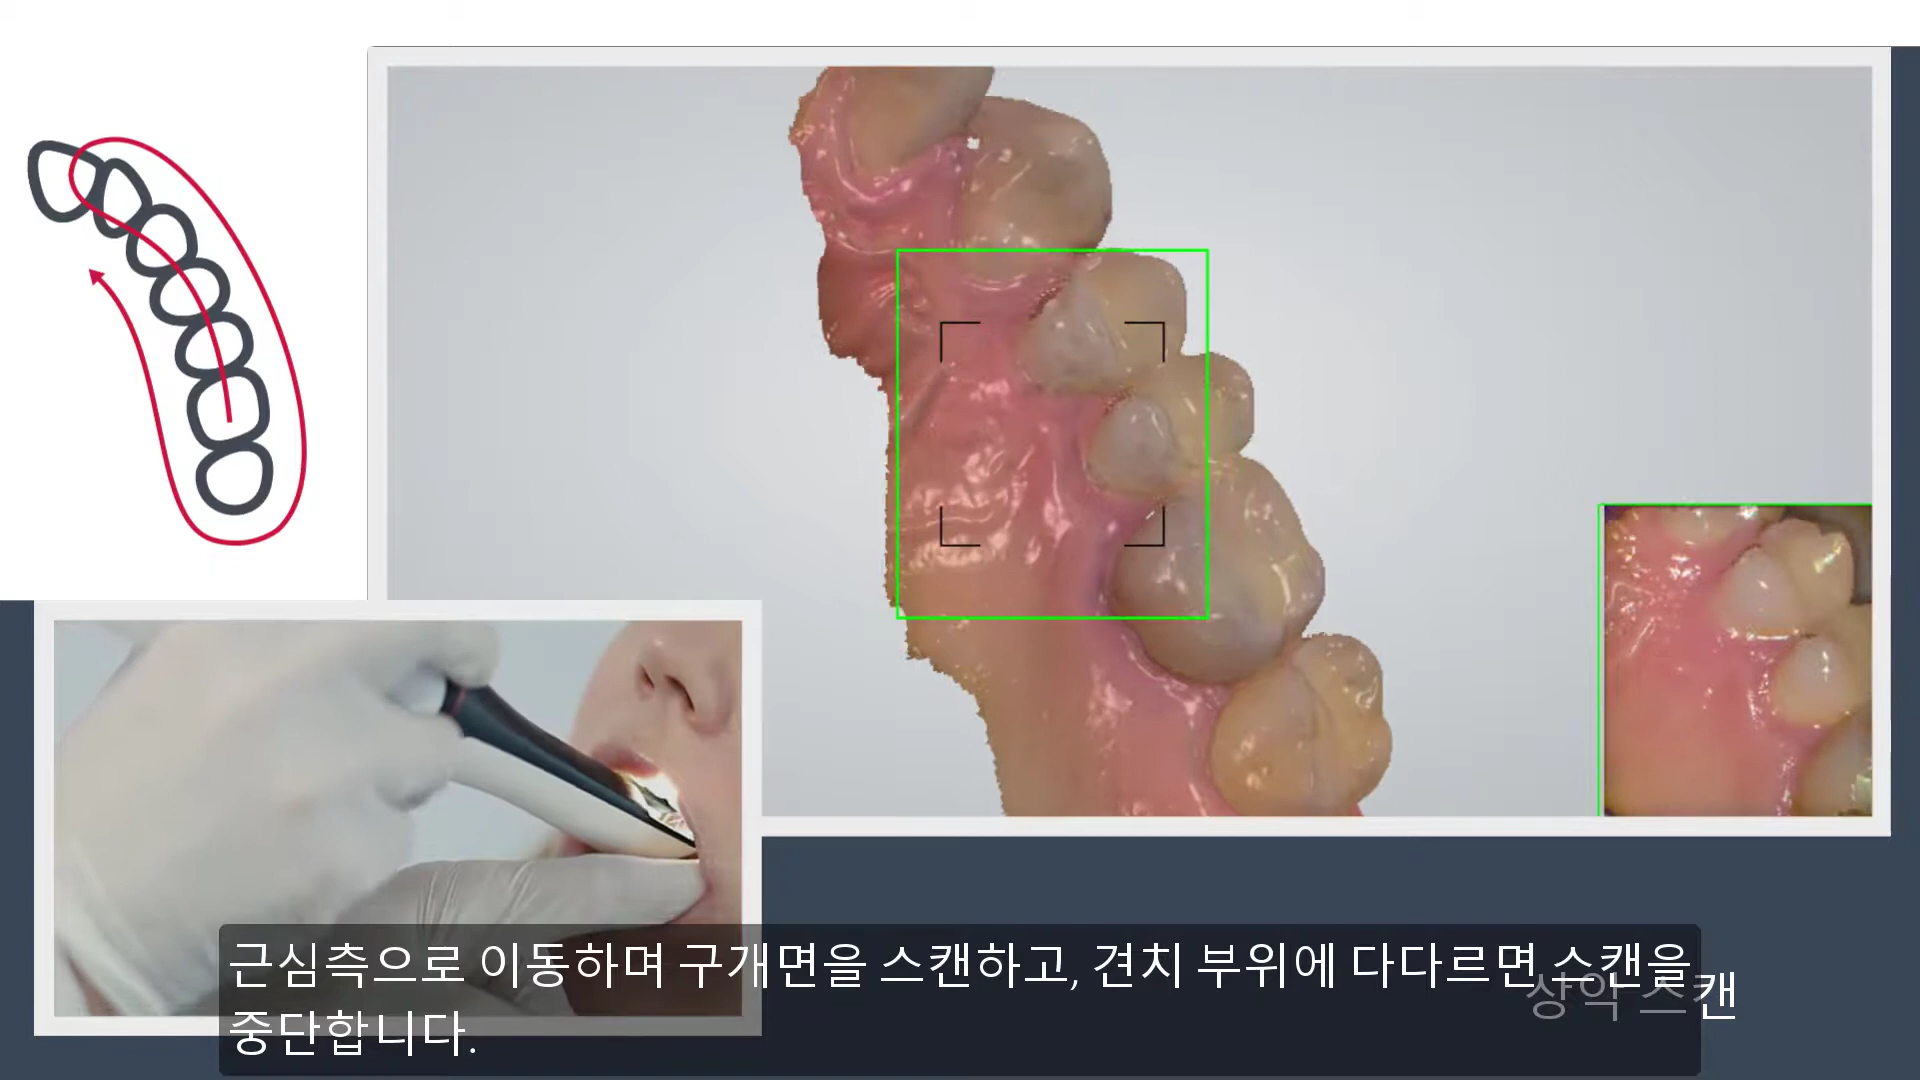 근심측으로 이동하며 구개면을 스캔하고, 견치 부위에 다다르면 스캔을
중단합니다.
상악 스캔